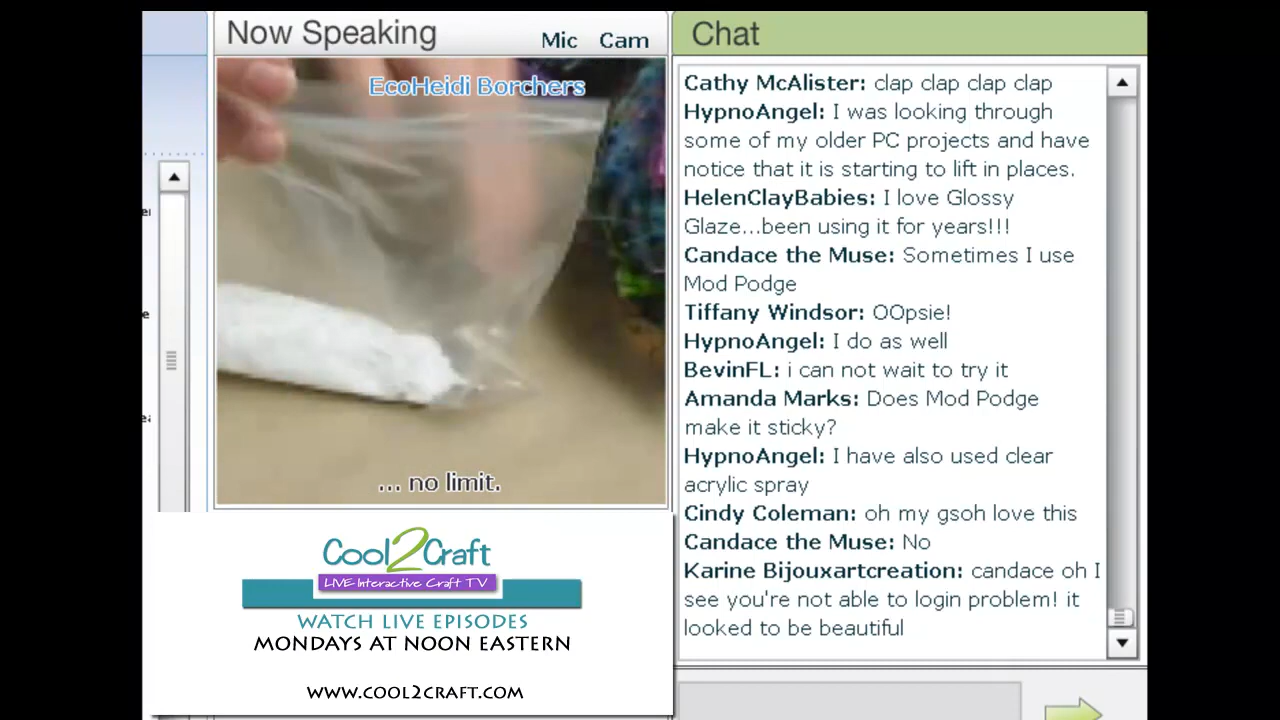 Now Speaking
Mic Cam
EcoHeidi Borchers
... no limit.
Cool2Craft
LIVE Interactive Craft TV
WATCH LIVE EPISODES
MONDAYS AT NOON EASTERN
WWW.COOL2CRAFT.COM
Chat
Cathy McAlister: clap clap clap clap
HypnoAngel: I was looking through
some of my older PC projects and have
notice that it is starting to lift in places.
HelenClayBabies: I love Glossy
Glaze...been using it for years!!!
Candace the Muse: Sometimes I use
Mod Podge
Tiffany Windsor: OOpsie!
HypnoAngel: I do as well
BevinFL: i can not wait to try it
Amanda Marks: Does Mod Podge
make it sticky?
HypnoAngel: I have also used clear
acrylic spray
Cindy Coleman: oh my gsoh love this
Candace the Muse: No
Karine Bijouxartcreation: candace oh I
see you're not able to login problem! it
looked to be beautiful